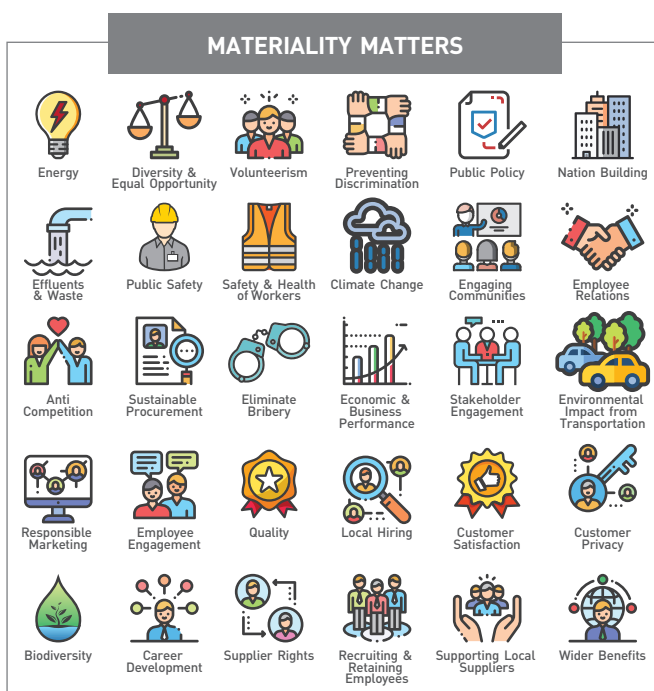 MATERIALITY MATTERS
Energy
Diversity &
Equal Opportunity
Volunteerism
Preventing
Discrimination
Public Policy
Nation Building
Effluents
& Waste
Public Safety
Safety & Health
of Workers
Climate Change
Engaging
Communities
Employee
Relations
Anti
Competition
Sustainable
Procurement
Eliminate
Bribery
Economic &
Business
Performance
Stakeholder
Engagement
Environmental
Impact from
Transportation
Responsible
Marketing
Employee
Engagement
Quality
Local Hiring
Customer
Satisfaction
Customer
Privacy
Biodiversity
Career
Development
Supplier Rights
Recruiting &
Retaining
Employees
Supporting Local
Suppliers
Wider Benefits